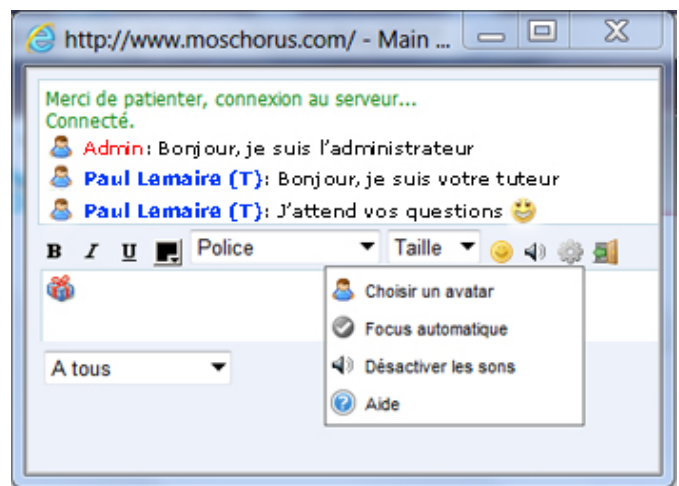 http://www.moschorus.com/ - Main ...
Merci de patienter, connexion au serveur...
Connecté.
Admin: Bonjour, je suis l'administrateur
Paul Lemaire (T): Bonjour, je suis votre tuteur
Paul Lemaire (T): J'attend vos questions
B I U Police Taille
Choisir un avatar
Focus automatique
A tous
Désactiver les sons
Aide